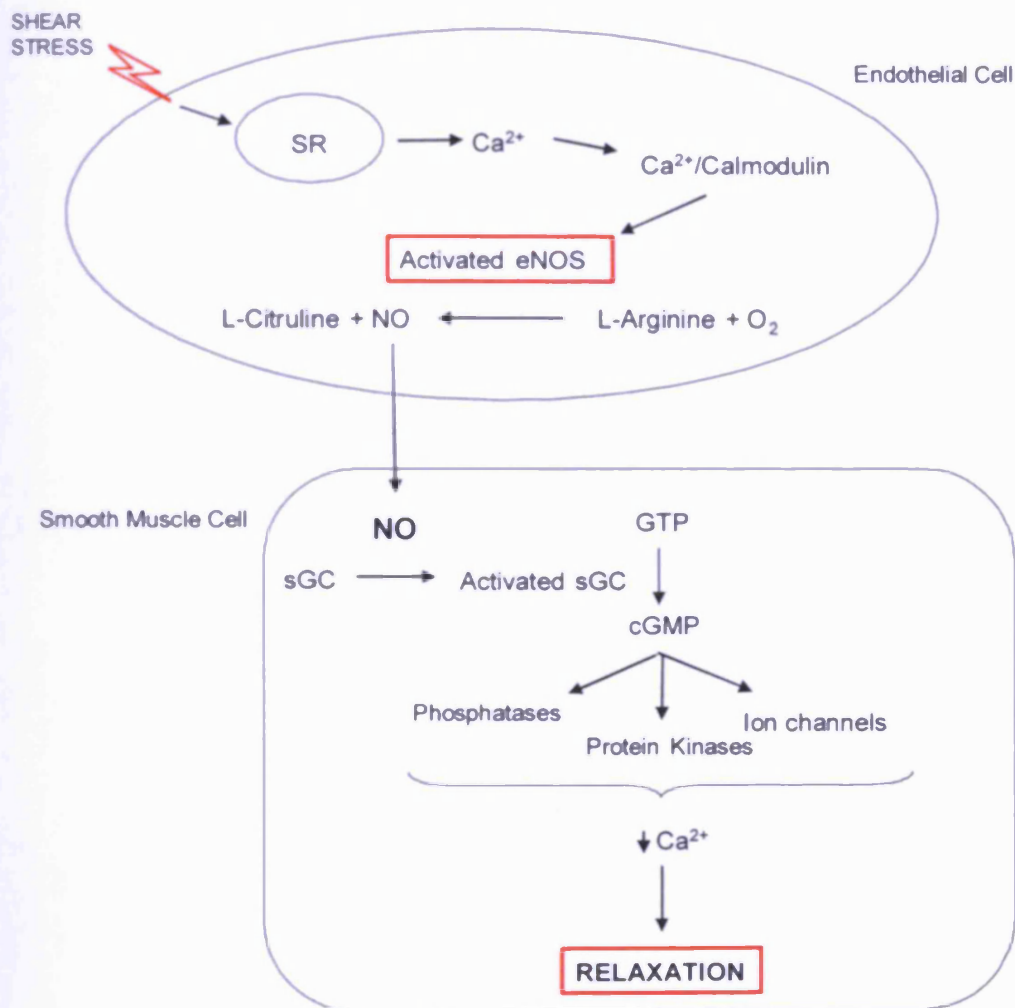 SHEAR
STRESS
Endothelial Cell
SR
Ca²⁺
Ca²⁺/Calmodulin
Activated eNOS
L-Citruline + NO
L-Arginine + O₂
Smooth Muscle Cell
NO
GTP
sGC
Activated sGC
cGMP
Phosphatases
Ion channels
Protein Kinases
Ca²⁺
RELAXATION